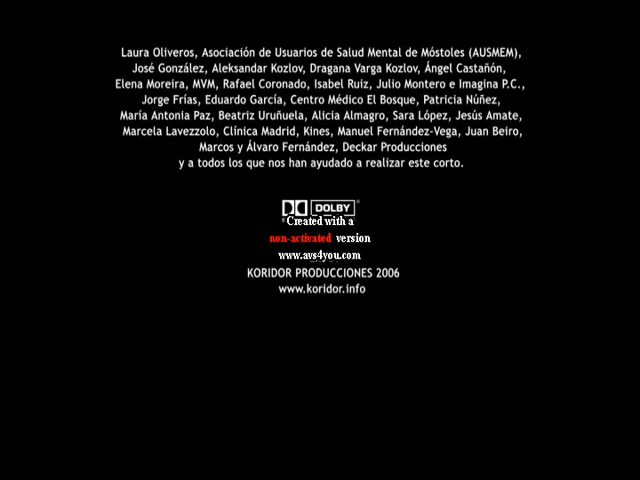 Laura Oliveros, Asociación de Usuarios de Salud Mental de Móstoles (AUSMEM),
José González, Aleksandar Kozlov, Dragana Varga Kozlov, Ángel Castañón,
Elena Moreira, MVM, Rafael Coronado, Isabel Ruiz, Julio Montero e Imagina P.C.,
Jorge Frías, Eduardo García, Centro Médico El Bosque, Patricia Núñez,
María Antonia Paz, Beatriz Uruñuela, Alicia Almagro, Sara López, Jesús Amate,
Marcela Lavezzolo, Clínica Madrid, Kines, Manuel Fernández-Vega, Juan Beiro,
Marcos y Álvaro Fernández, Deckar Producciones
y a todos los que nos han ayudado a realizar este corto.
DOLBY
Created with a
non-activated version
www.avs4you.com
KORIDOR PRODUCCIONES 2006
www.koridor.info